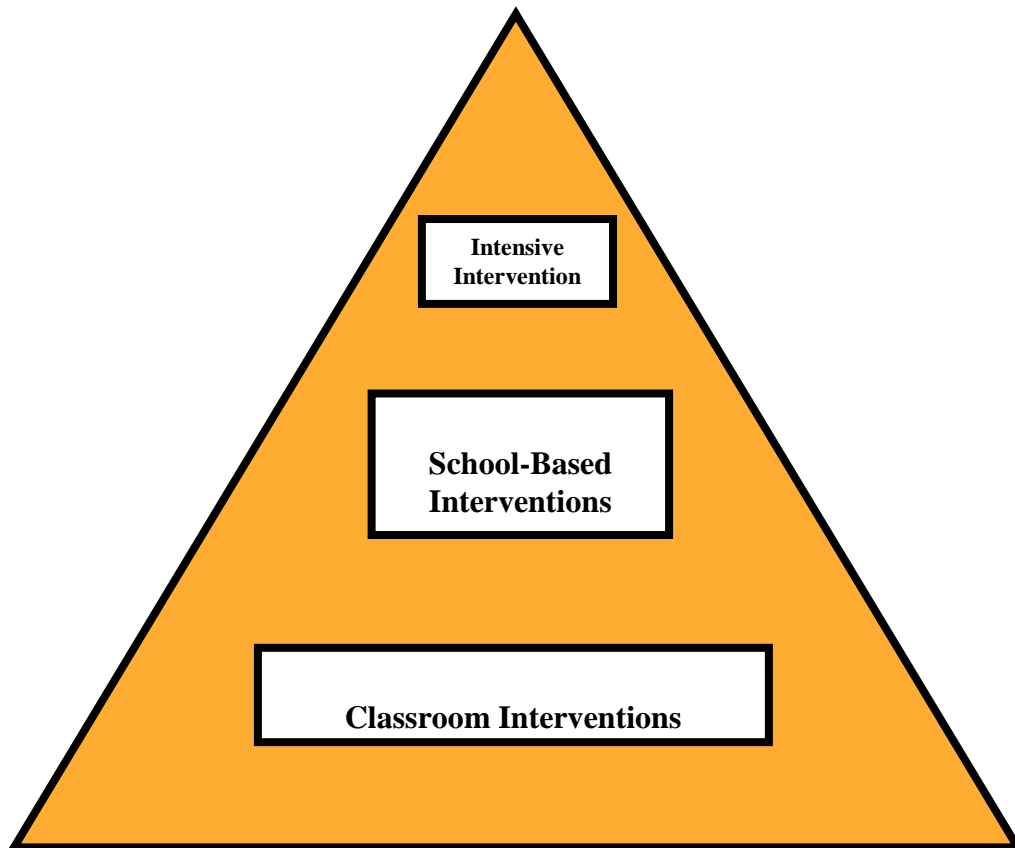 Intensive
Intervention
School-Based
Interventions
Classroom Interventions